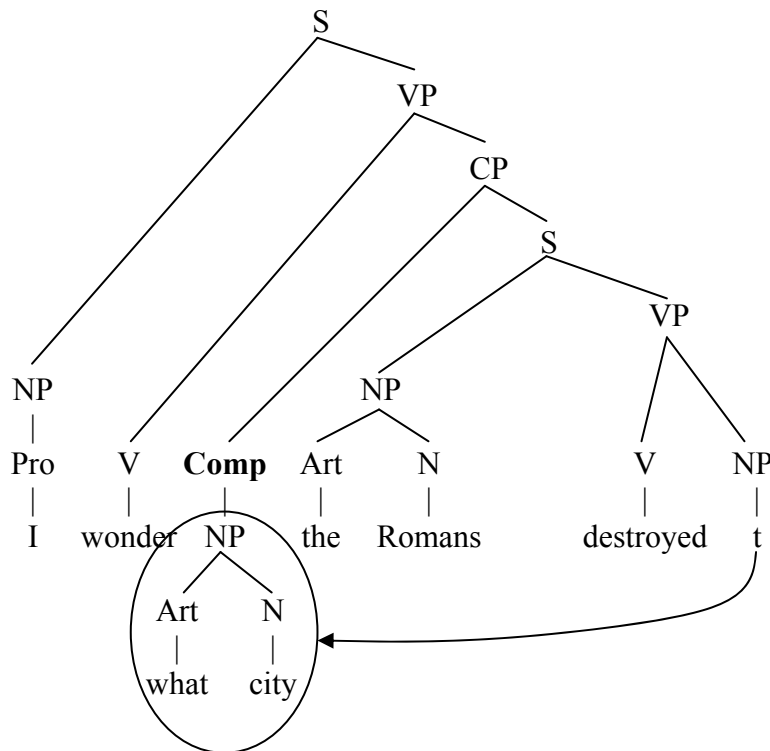 S
VP
CP
S
VP
NP NP
Pro V Comp Art N V NP
I wonder NP the Romans destroyed t
Art N
what city